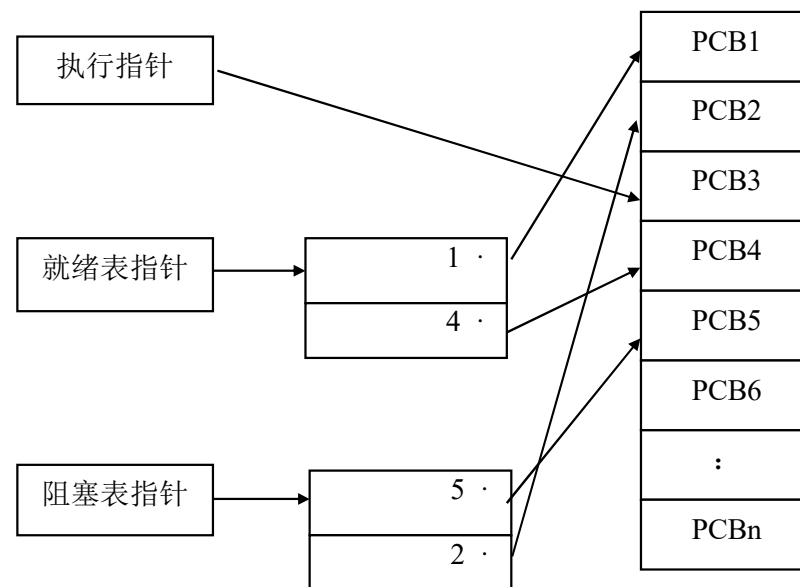 执行指针
就绪表指针
阻塞表指针
1 ·
4 ·
5 ·
2 ·
PCB1
PCB2
PCB3
PCB4
PCB5
PCB6
:
PCBn